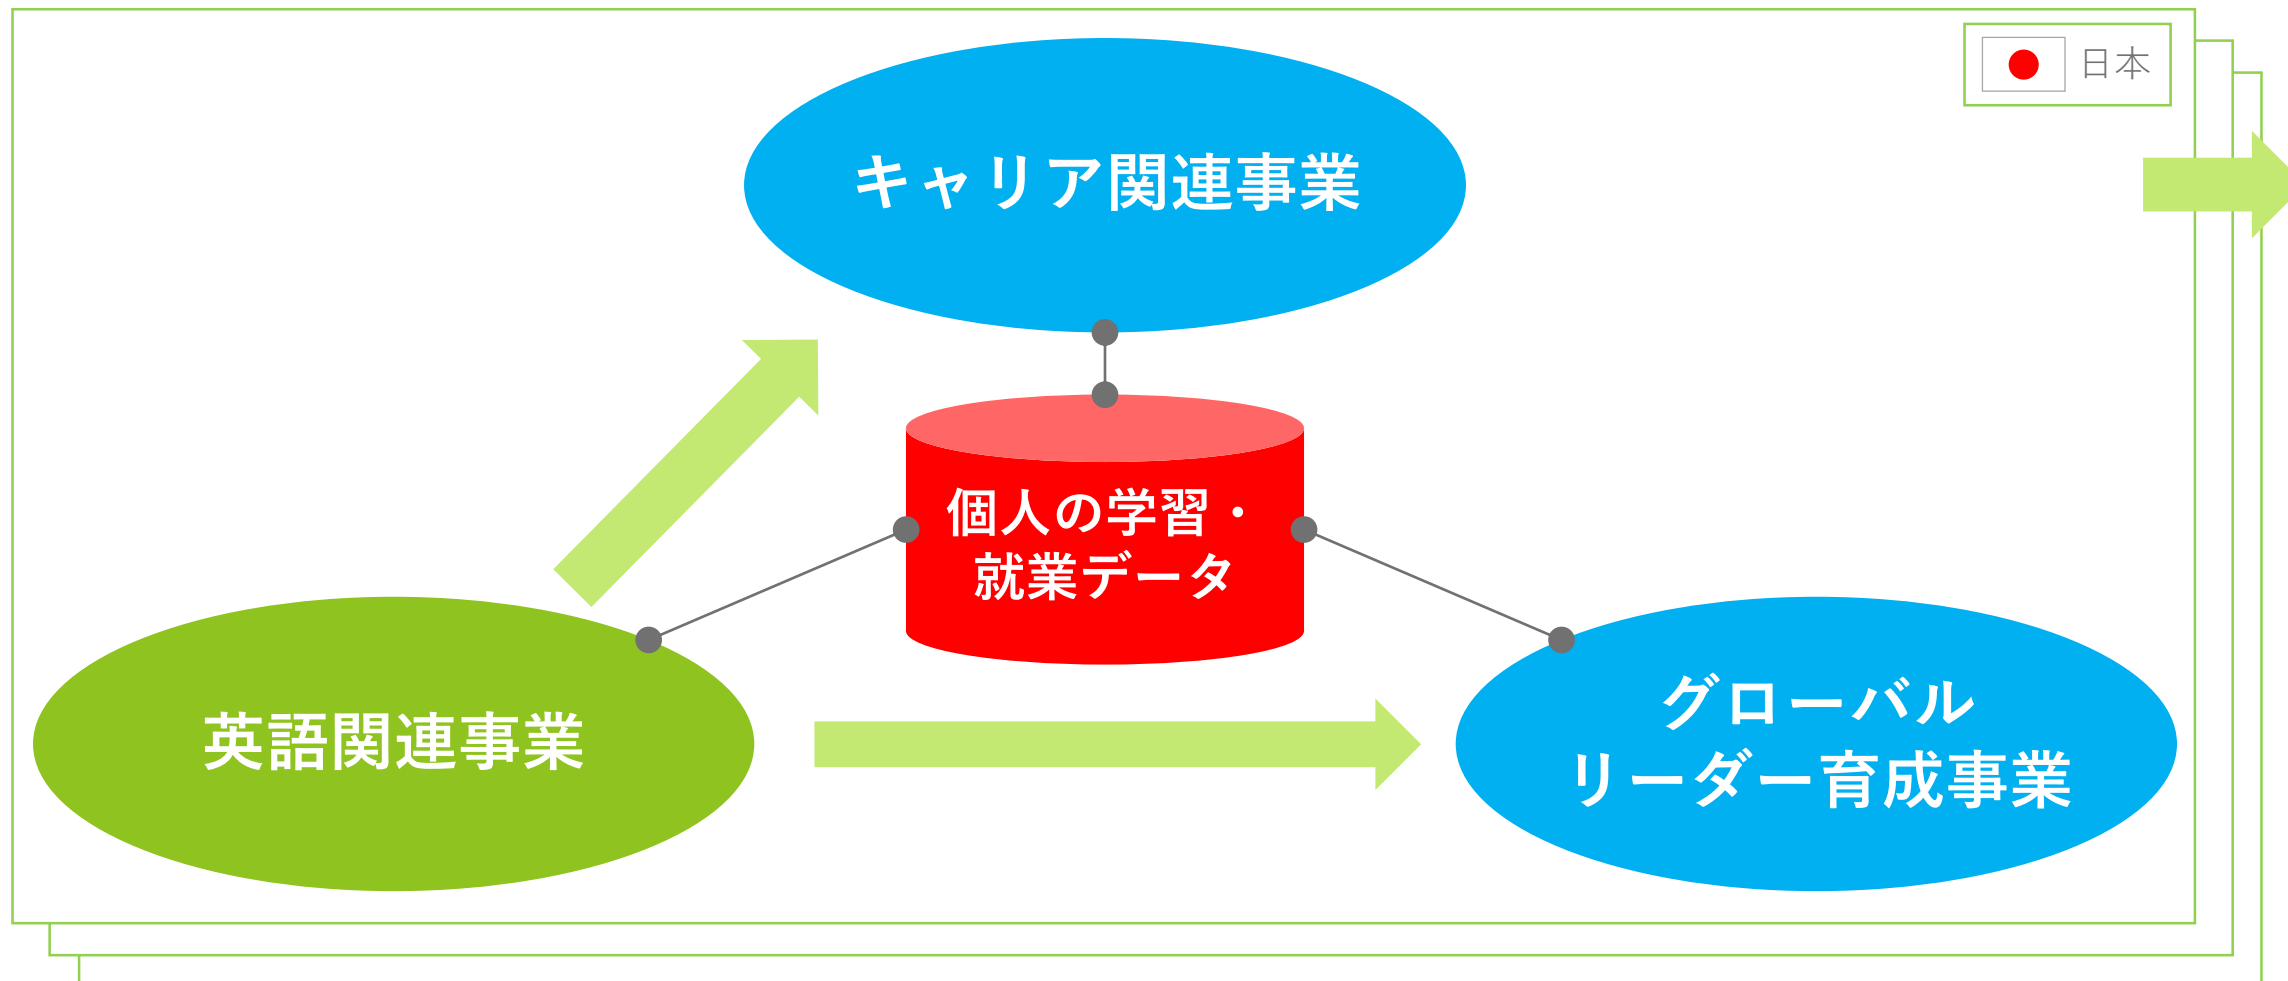 日本
キャリア関連事業
個人の学習・
就業データ
英語関連事業
グローバル
リーダー育成事業